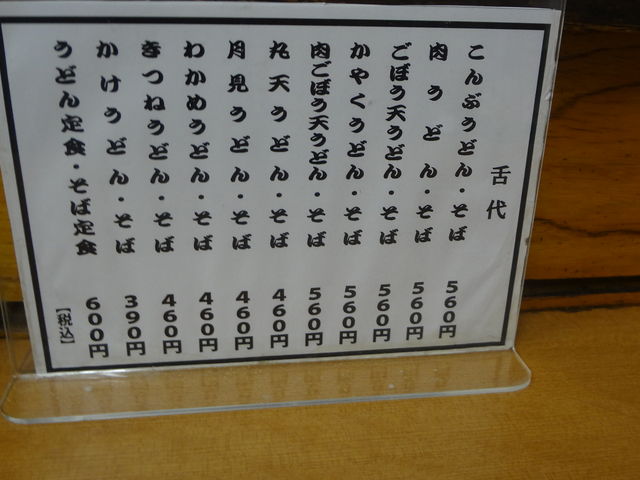 舌代
こんぶうどん・そば 560円
肉うどん・そば 560円
ごぼう天うどん・そば 560円
かやくうどん・そば 560円
肉ごぼう天うどん・そば 560円
丸天うどん・そば 460円
月見うどん・そば 460円
わかめうどん・そば 460円
きつねうどん・そば 460円
かけうどん・そば 390円
うどん定食・そば定食 600円
【税込】